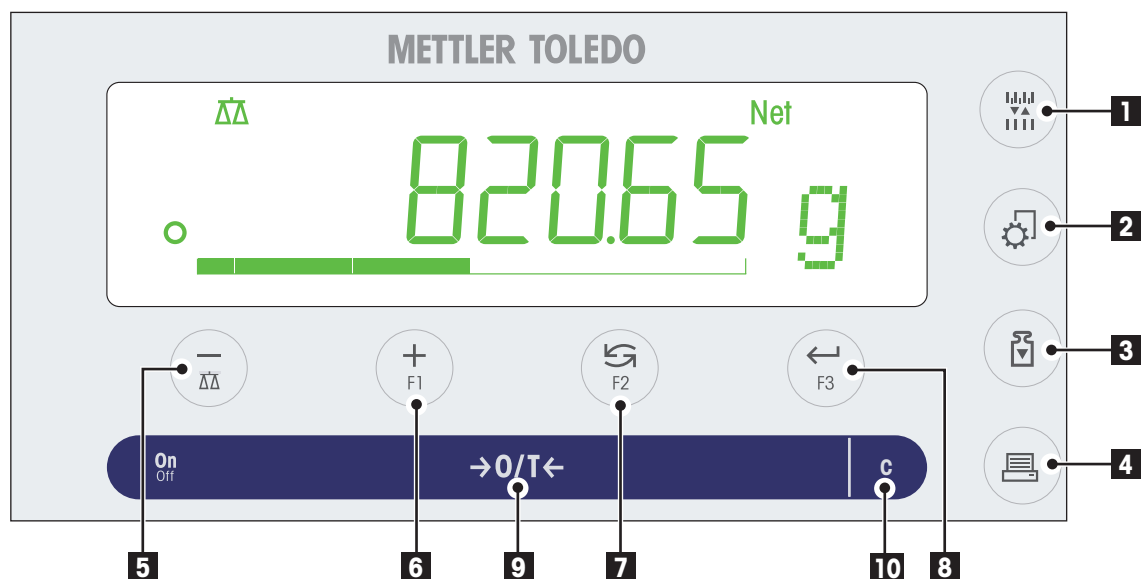 METTLER TOLEDO
Net
820.65 g
1
2
3
4
F1
F2
F3
On
Off
→0/T←
C
5
6
9
7
10
8